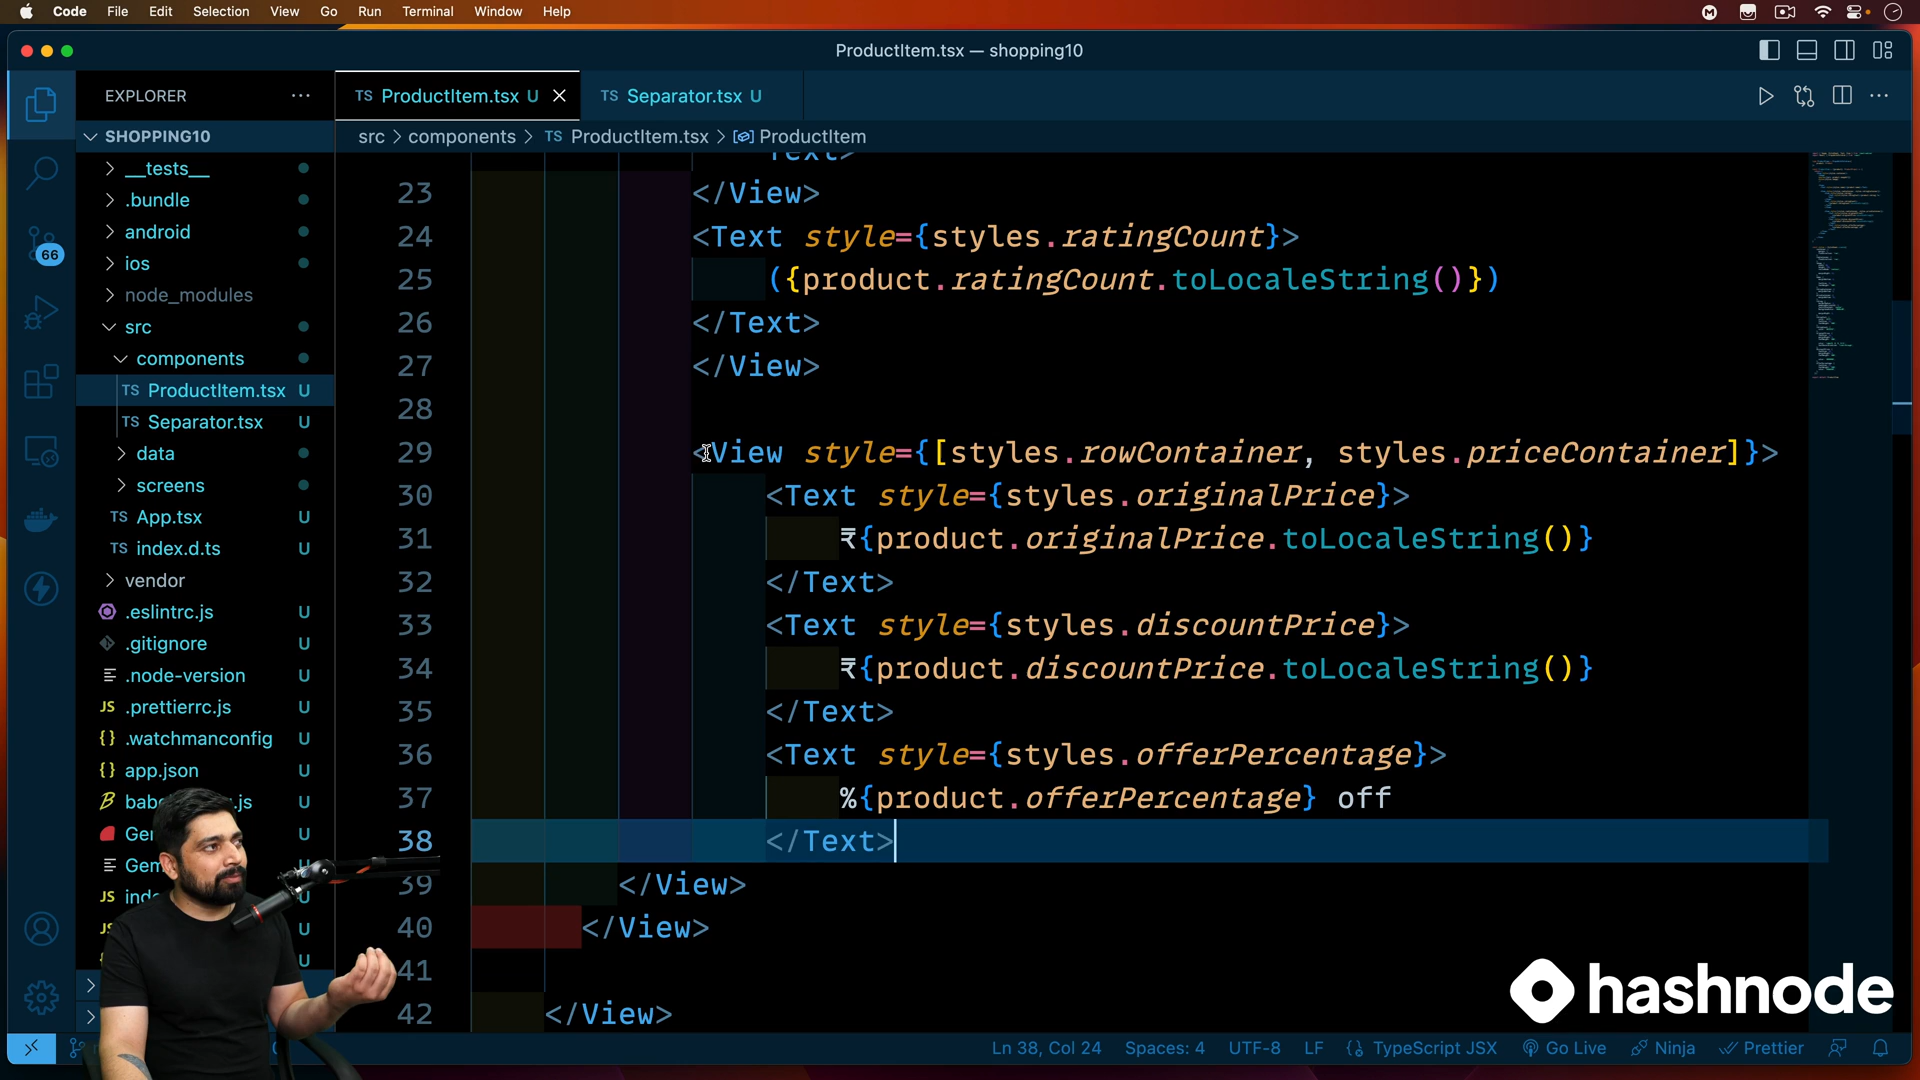 Code File Edit Selection View Go Run Terminal Window Help
ProductItem.tsx — shopping10
EXPLORER
TS ProductItem.tsx U
TS Separator.tsx U
SHOPPING10
src > components > TS ProductItem.tsx > ProductItem
__tests__
.bundle
android
ios
node_modules
src
components
TS ProductItem.tsx U
TS Separator.tsx U
data
screens
TS App.tsx U
TS index.d.ts U
vendor
.eslintrc.js U
.gitignore U
.node-version U
JS .prettierrc.js U
{} .watchmanconfig U
{} app.json U
66
Text>
23 </View>
24 <Text style={styles.ratingCount}>
25 ({product.ratingCount.toLocaleString()})
26 </Text>
27 </View>
28
29 <View style={[styles.rowContainer, styles.priceContainer]}>
30 <Text style={styles.originalPrice}>
31 ₹{product.originalPrice.toLocaleString()}
32 </Text>
33 <Text style={styles.discountPrice}>
34 ₹{product.discountPrice.toLocaleString()}
35 </Text>
36 <Text style={styles.offerPercentage}>
37 %{product.offerPercentage} off
38 </Text>
39 </View>
40 </View>
41
42 </View>
hashnode
Ln 38, Col 24 Spaces: 4 UTF-8 LF {} TypeScript JSX Go Live Ninja Prettier